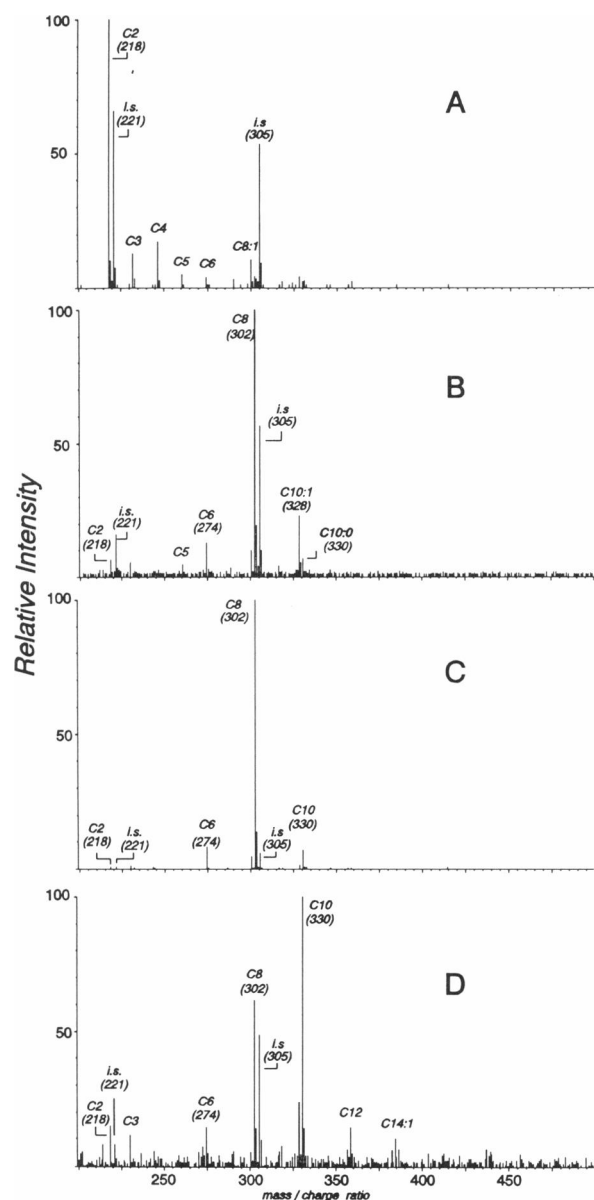 Relative Intensity
100
50
C2
(218)
i.s.
(221)
C3
C4
C5
C6
C8:1
i.s
(305)
A
100
50
C2
(218)
i.s.
(221)
C5
C6
(274)
C8
(302)
i.s
(305)
C10:1
(328)
C10:0
(330)
B
100
50
C2
(218)
i.s.
(221)
C6
(274)
C8
(302)
i.s
(305)
C10
(330)
C
100
50
C2
(218)
i.s.
(221)
C3
C6
(274)
C8
(302)
i.s
(305)
C10
(330)
C12
C14:1
D
250 300 350 400 450
mass / charge ratio